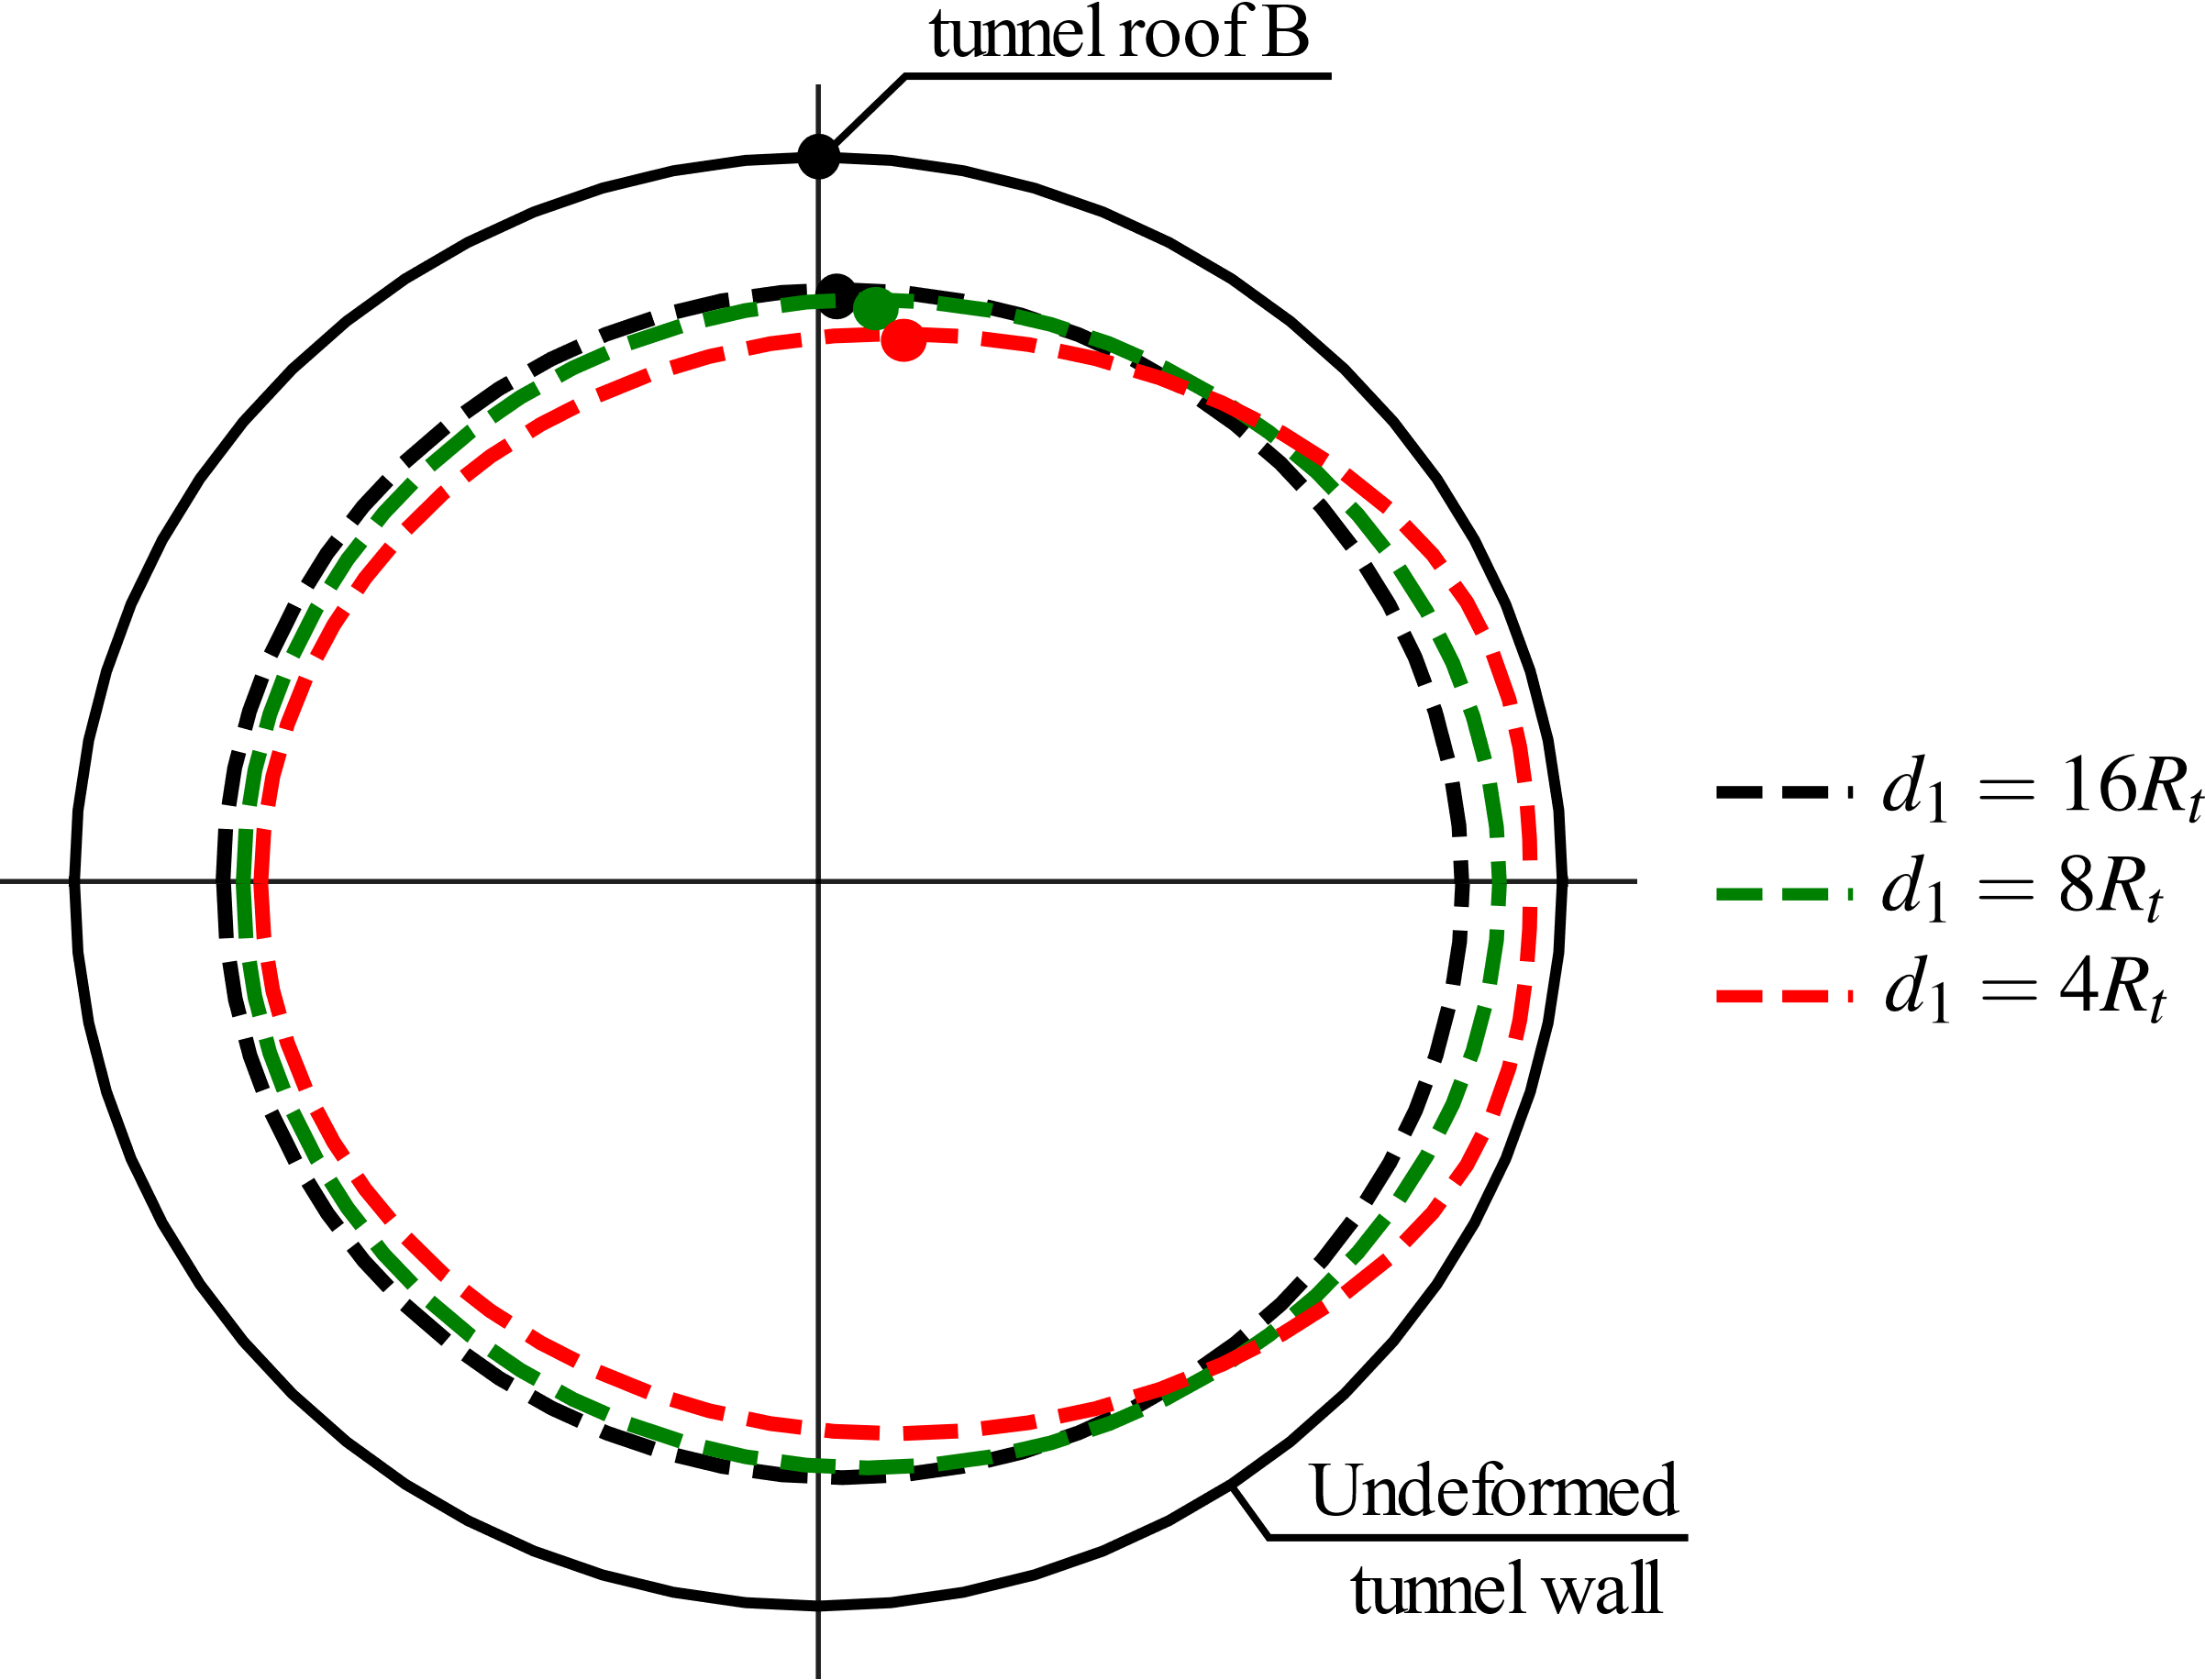 tunnel roof B
d₁ = 16Rₜ
d₁ = 8Rₜ
d₁ = 4Rₜ
Undeformed
tunnel wall